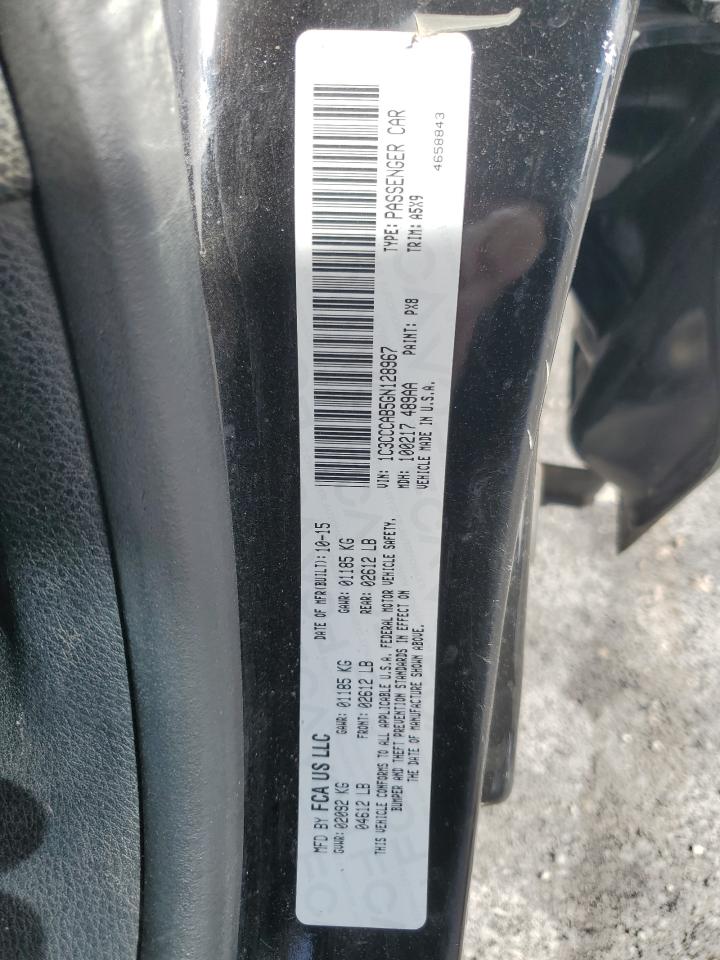 MFD BY FCA US LLC
DATE OF MFR(BUILT): 10-15
GVWR: 02092 KG
GAWR: 01185 KG
GAWR: 01185 KG
04612 LB
FRONT: 02612 LB
REAR: 02612 LB
THIS VEHICLE CONFORMS TO ALL APPLICABLE U.S.A. FEDERAL MOTOR VEHICLE SAFETY,
BUMPER AND THEFT PREVENTION STANDARDS IN EFFECT ON
THE DATE OF MANUFACTURE SHOWN ABOVE.
VIN: 1C3CCCAB5GN128967
TYPE: PASSENGER CAR
MDH: 100217 489AA
PAINT: PX8
TRIM: A5X9
VEHICLE MADE IN U.S.A.
4658843